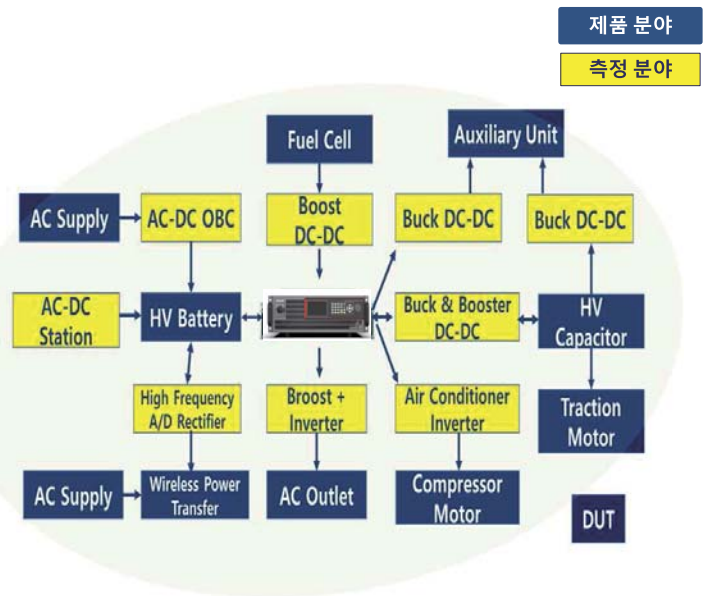 제품 분야
측정 분야
Fuel Cell
Auxiliary Unit
AC Supply
AC-DC OBC
Boost
DC-DC
Buck DC-DC
Buck DC-DC
AC-DC
Station
HV Battery
Buck & Booster
DC-DC
HV
Capacitor
High Frequency
A/D Rectifier
Broost +
Inverter
Air Conditioner
Inverter
Traction
Motor
AC Supply
Wireless Power
Transfer
AC Outlet
Compressor
Motor
DUT